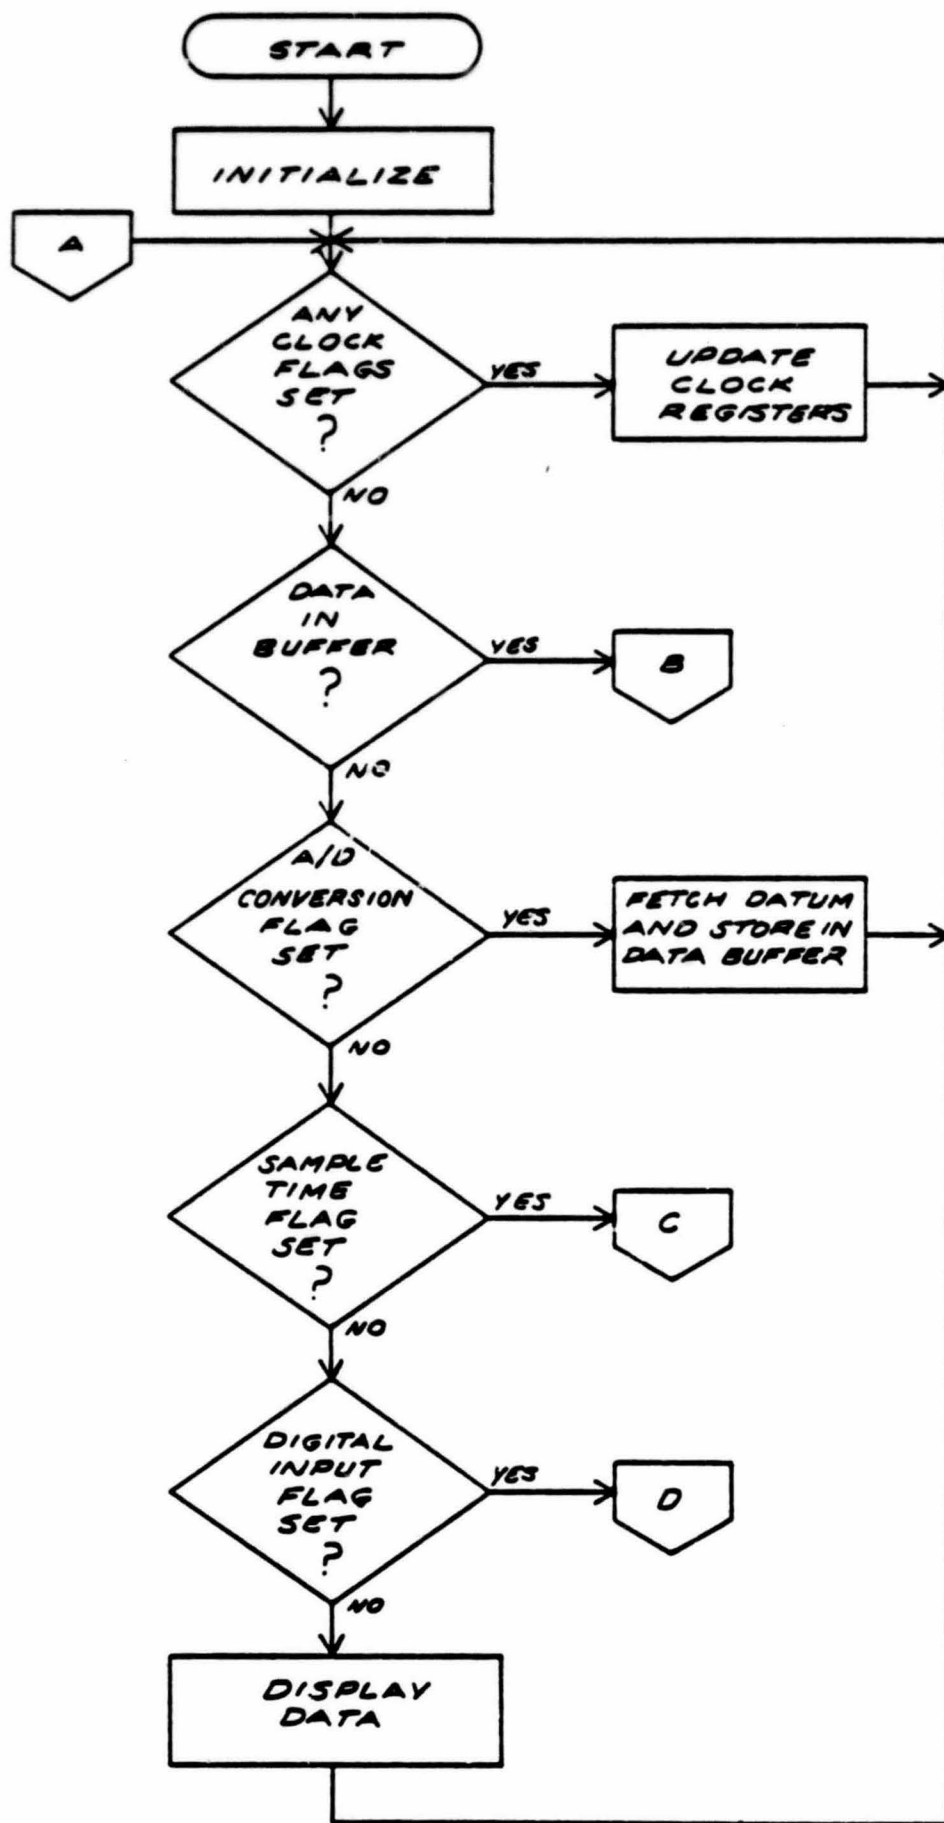 START
INITIALIZE
A
ANY
CLOCK
FLAGS
SET
?
YES
UPDATE
CLOCK
REGISTERS
NO
DATA
IN
BUFFER
?
YES
B
NO
A/D
CONVERSION
FLAG
SET
?
YES
FETCH DATUM
AND STORE IN
DATA BUFFER
NO
SAMPLE
TIME
FLAG
SET
?
YES
C
NO
DIGITAL
INPUT
FLAG
SET
?
YES
D
NO
DISPLAY
DATA